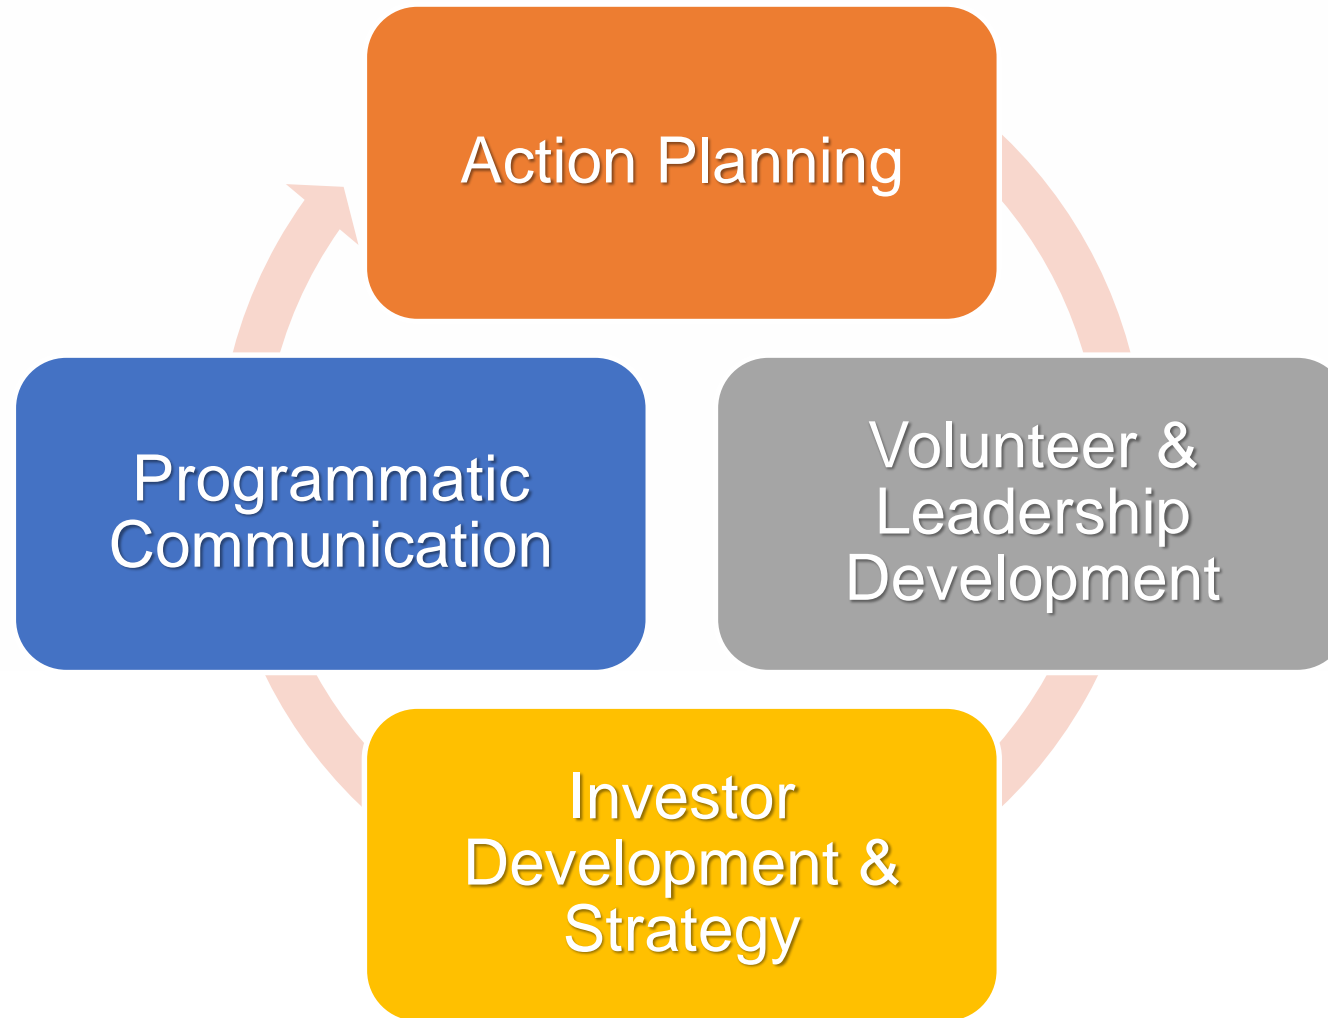 Action Planning
Programmatic
Communication
Volunteer &
Leadership
Development
Investor
Development &
Strategy